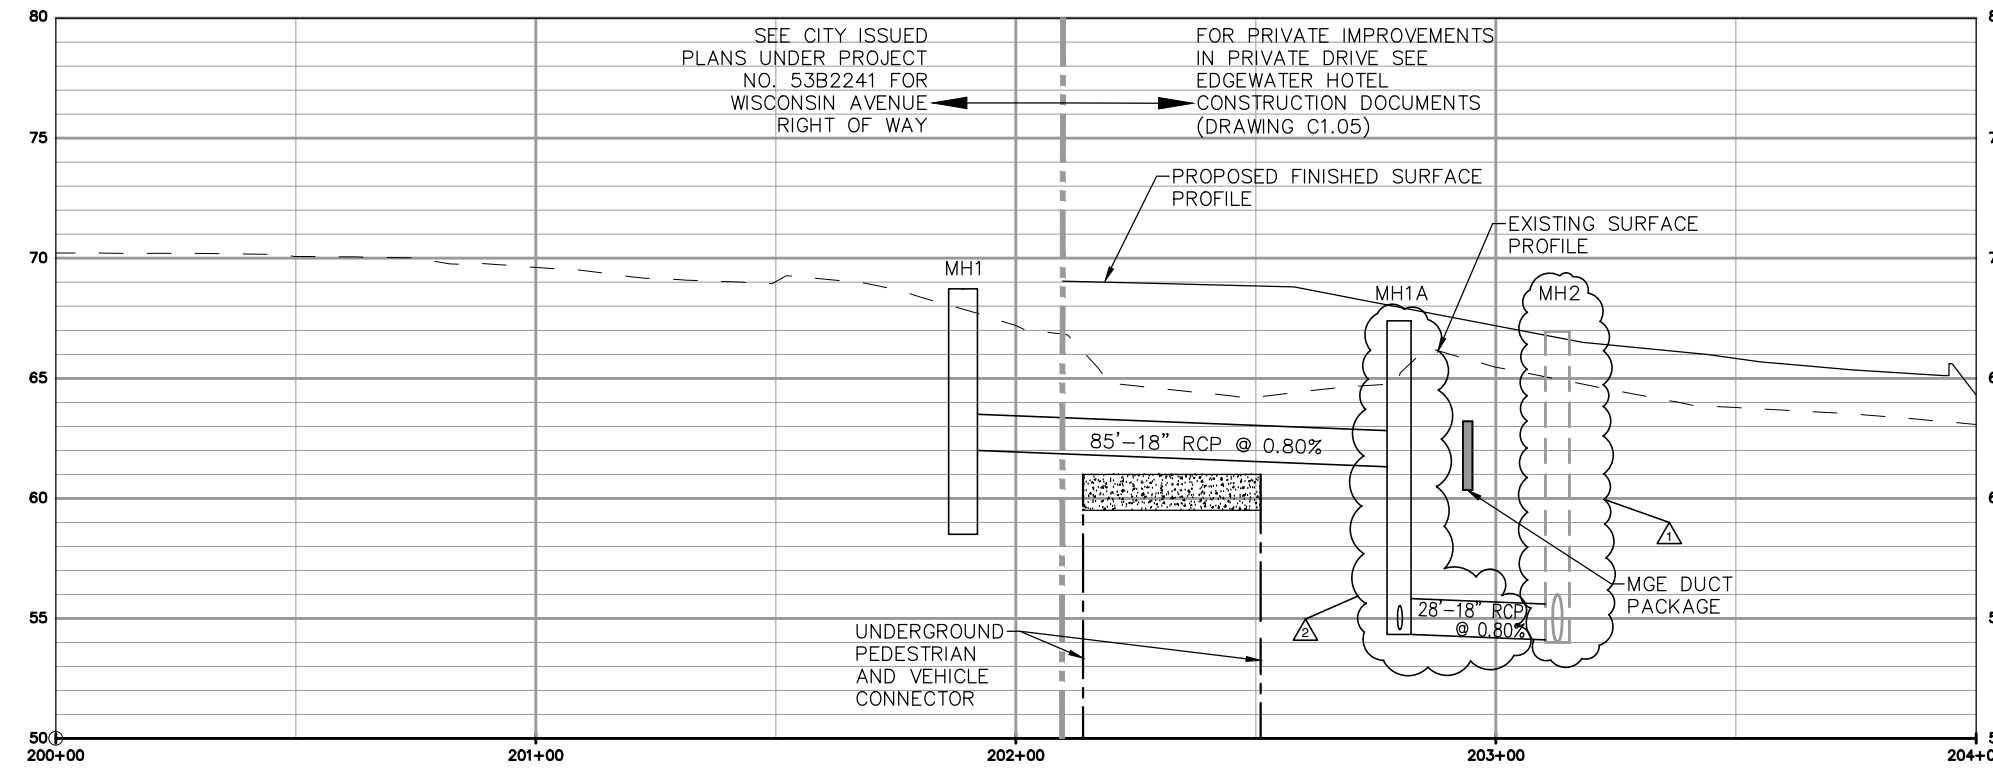 80
SEE CITY ISSUED
PLANS UNDER PROJECT
NO. 53B2241 FOR
WISCONSIN AVENUE
RIGHT OF WAY
FOR PRIVATE IMPROVEMENTS
IN PRIVATE DRIVE SEE
EDGEWATER HOTEL
CONSTRUCTION DOCUMENTS
(DRAWING C1.05)
75
PROPOSED FINISHED SURFACE
PROFILE
EXISTING SURFACE
PROFILE
70
MH1
MH1A
MH2
65
85'-18" RCP @ 0.80%
60
1
MGE DUCT
PACKAGE
28'-18" RCP
@ 0.80%
55
2
UNDERGROUND
PEDESTRIAN
AND VEHICLE
CONNECTOR
50
200+00
201+00
202+00
203+00